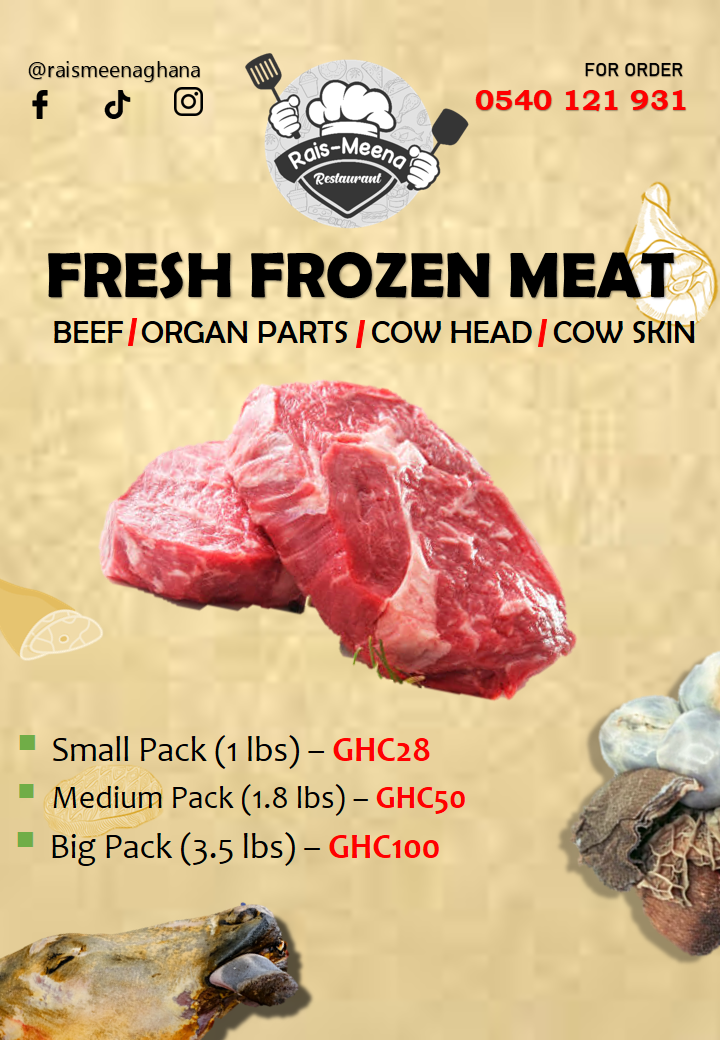 @raismeenaghana
FOR ORDER
0540 121 931
Rais-Meena
Restaurant
FRESH FROZEN MEAT
BEEF/ORGAN PARTS / COW HEAD / COW SKIN
Small Pack (1 lbs) – GHC28
Medium Pack (1.8 lbs) – GHC50
Big Pack (3.5 lbs) – GHC100